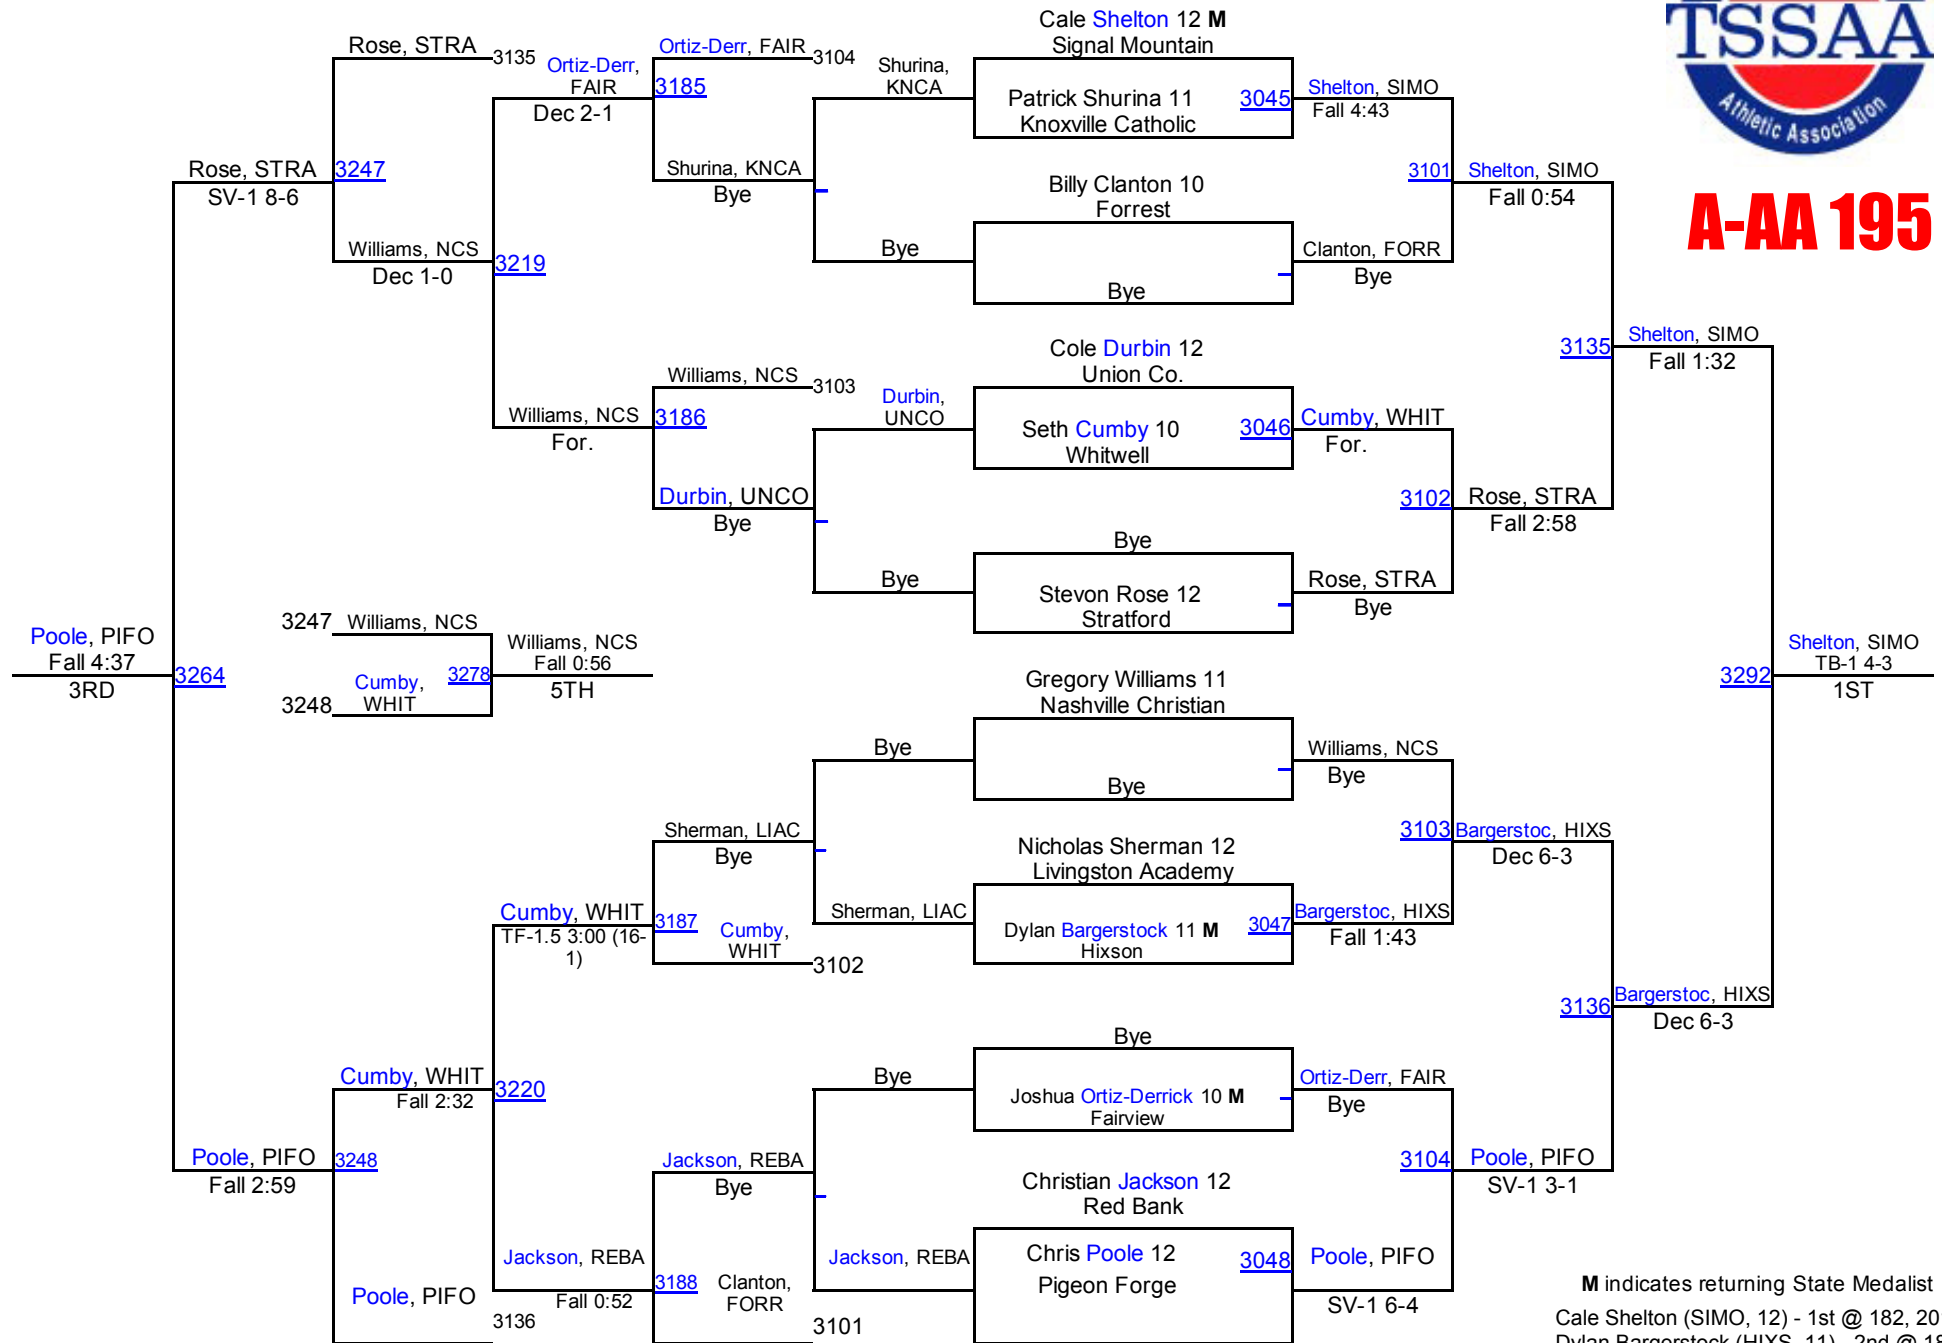 TSSAA
Athletic Association
A-AA 195
Rose, STRA
3135
Ortiz-Derr,
FAIR
Dec 2-1
Ortiz-Derr, FAIR
3104
3185
Shurina,
KNCA
Cale Shelton 12 M
Signal Mountain
Patrick Shurina 11
Knoxville Catholic
3045
Shelton, SIMO
Fall 4:43
Rose, STRA
SV-1 8-6
3247
Shurina, KNCA
Bye
Billy Clanton 10
Forrest
3101
Shelton, SIMO
Fall 0:54
Williams, NCS
Dec 1-0
3219
Bye
Bye
Clanton, FORR
Bye
Cole Durbin 12
Union Co.
3135
Shelton, SIMO
Fall 1:32
Williams, NCS
3103
Williams, NCS
For.
3186
Durbin,
UNCO
Seth Cumby 10
Whitwell
3046
Cumby, WHIT
For.
Durbin, UNCO
Bye
3102
Rose, STRA
Fall 2:58
Bye
Bye
Stevon Rose 12
Stratford
Rose, STRA
Bye
Poole, PIFO
Fall 4:37
3RD
3264
3247
Williams, NCS
Cumby,
WHIT
3248
3278
Williams, NCS
Fall 0:56
5TH
Gregory Williams 11
Nashville Christian
3292
Shelton, SIMO
TB-1 4-3
1ST
Bye
Bye
Williams, NCS
Bye
Sherman, LIAC
Bye
Nicholas Sherman 12
Livingston Academy
3103
Bargerstoc, HIXS
Dec 6-3
Cumby, WHIT
TF-1.5 3:00 (16-
1)
3187
Cumby,
WHIT
3102
Sherman, LIAC
Dylan Bargerstock 11 M
Hixson
3047
Bargerstoc, HIXS
Fall 1:43
3136
Bargerstoc, HIXS
Dec 6-3
Bye
Cumby, WHIT
Fall 2:32
3220
Bye
Joshua Ortiz-Derrick 10 M
Fairview
Ortiz-Derr, FAIR
Bye
Poole, PIFO
Fall 2:59
3248
Jackson, REBA
Bye
Christian Jackson 12
Red Bank
3104
Poole, PIFO
SV-1 3-1
Jackson, REBA
Fall 0:52
3188
Clanton,
FORR
3101
Jackson, REBA
Chris Poole 12
Pigeon Forge
3048
Poole, PIFO
SV-1 6-4
Poole, PIFO
3136
M indicates returning State Medalist
Cale Shelton (SIMO, 12) - 1st @ 182, 20
Dylan Bargerstock (HIXS, 11) - 2nd @ 18